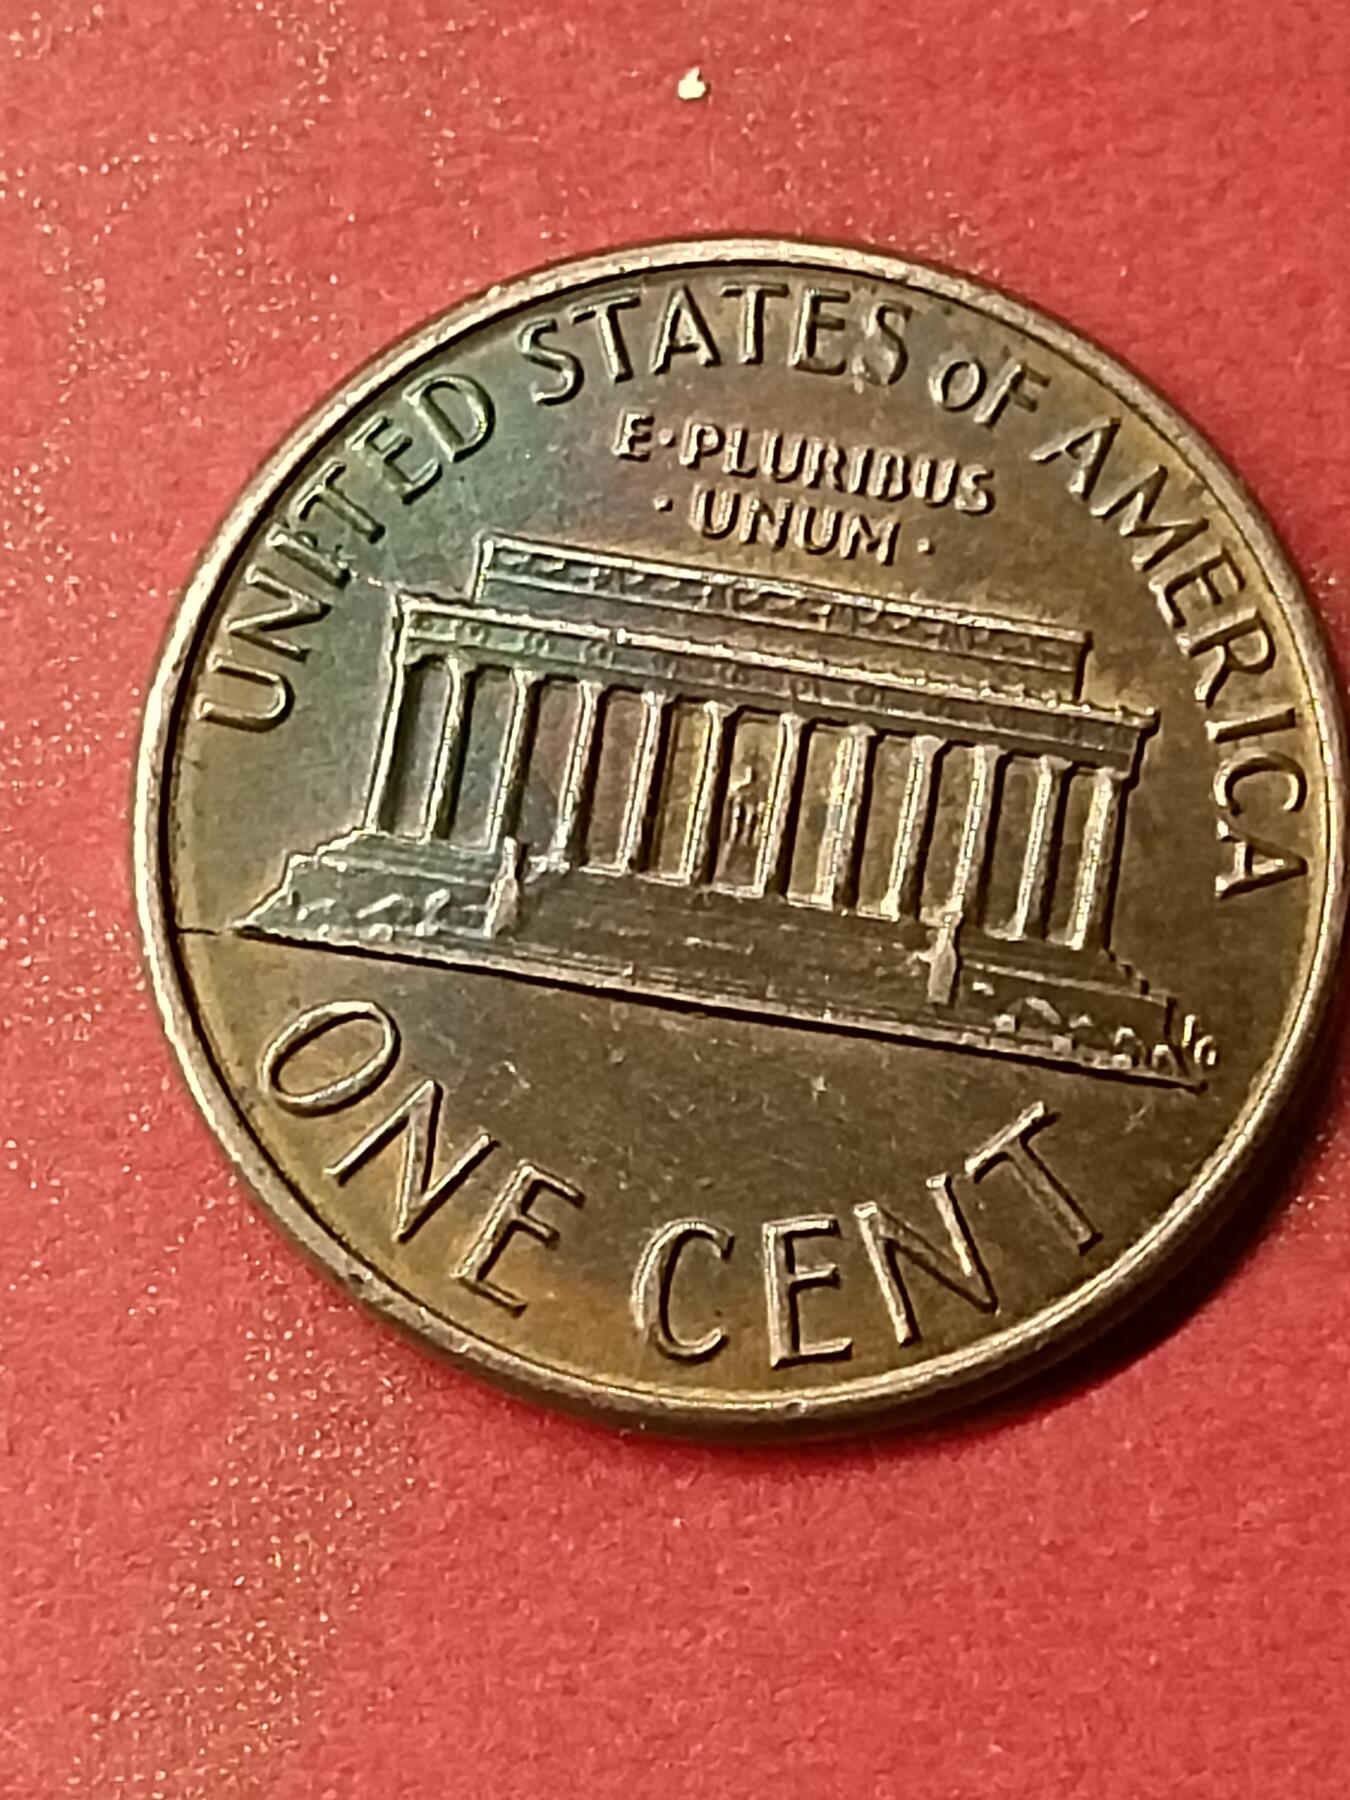 UNITED STATES OF AMERICA
E·PLURIBUS
·UNUM·
ONE CENT